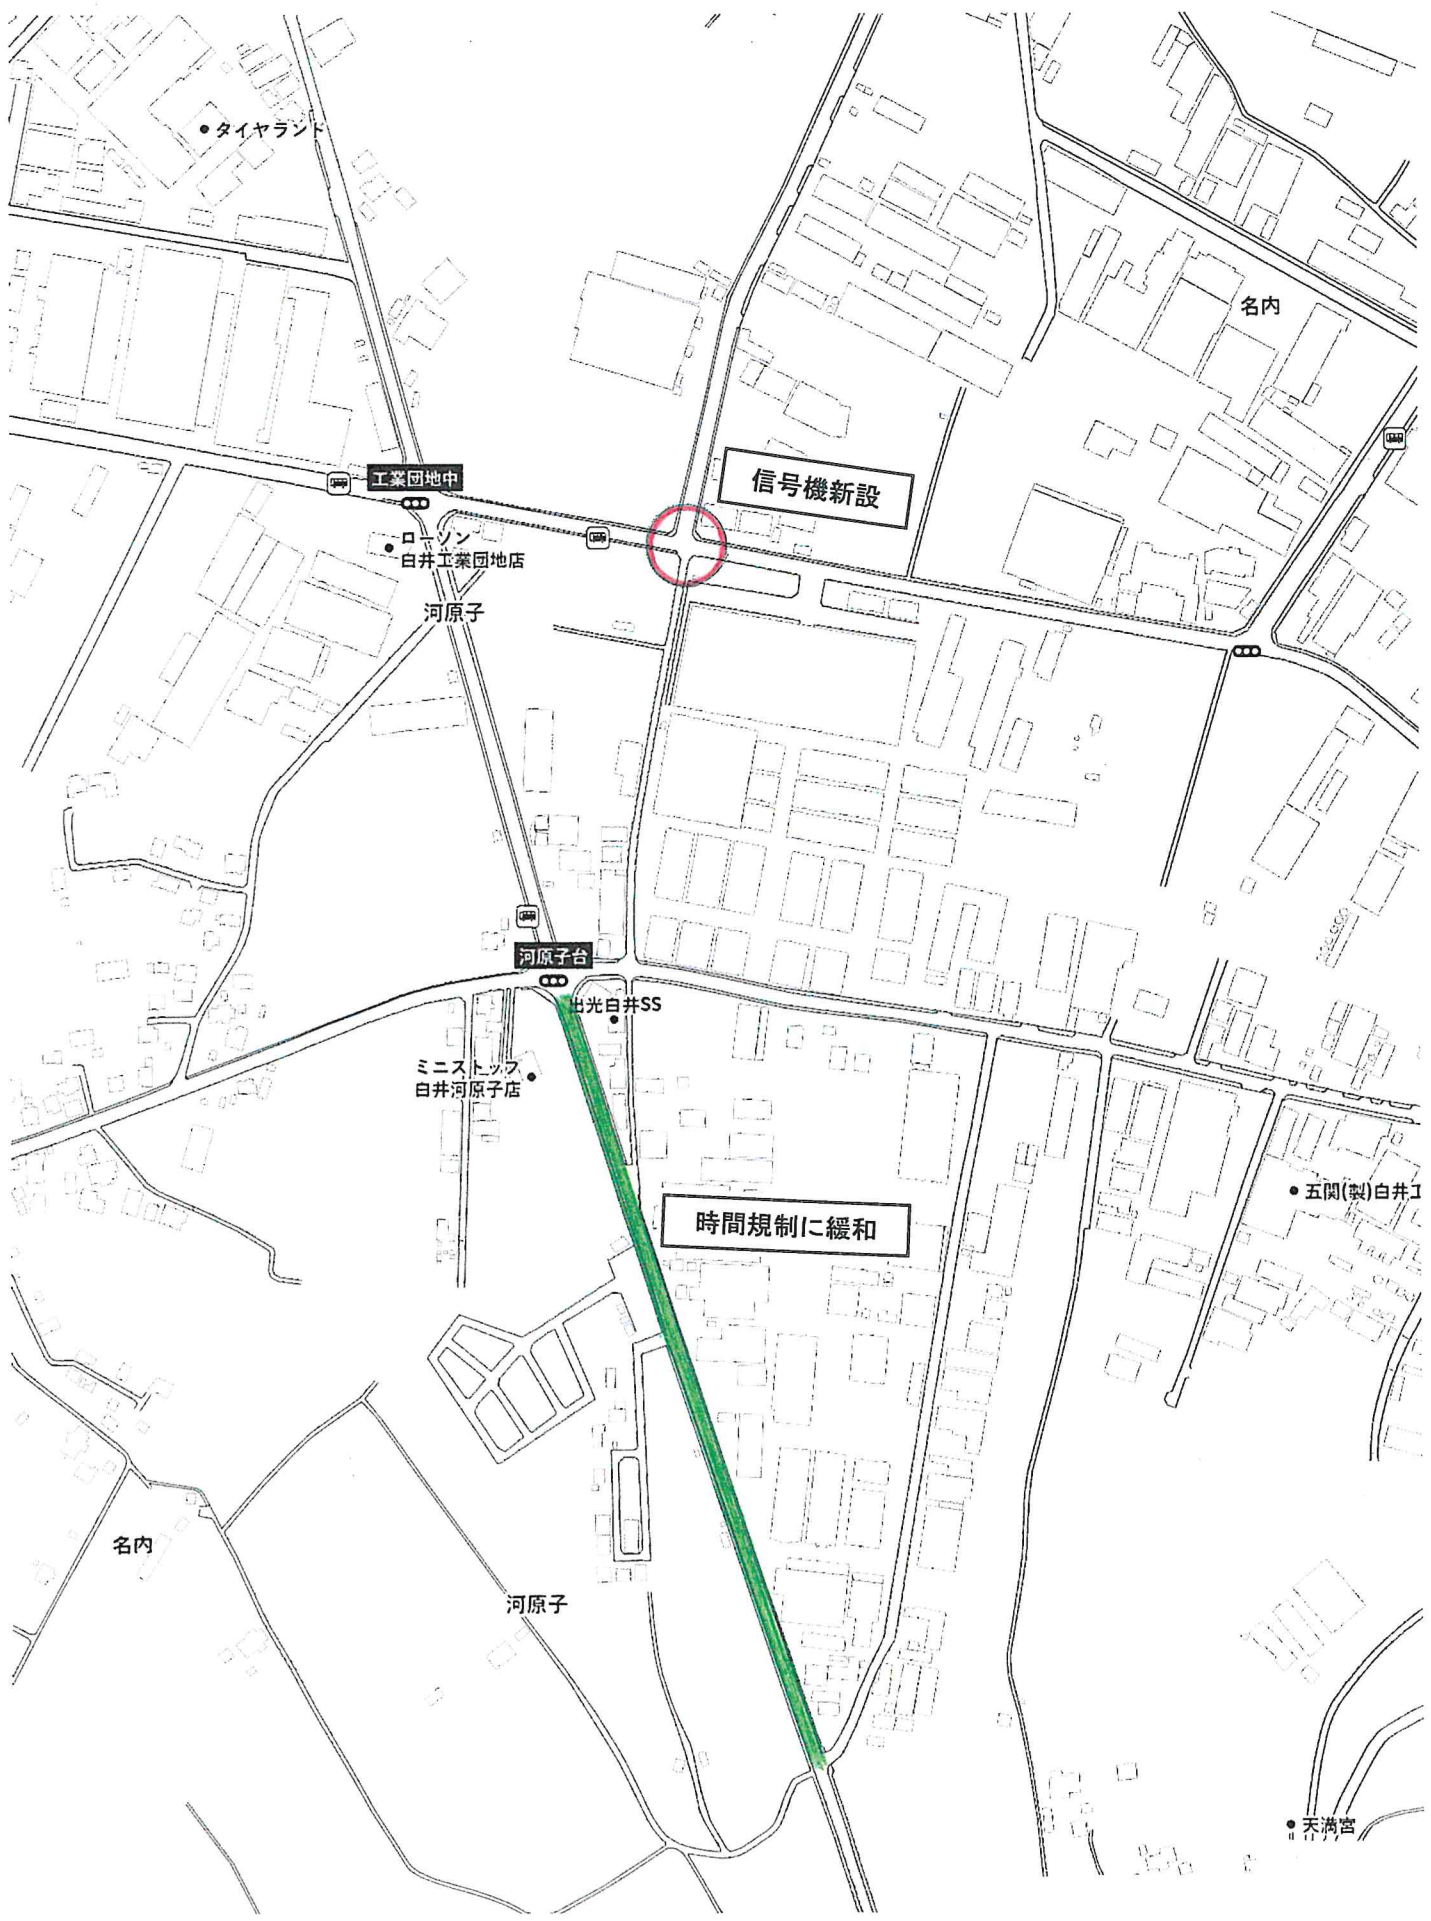 タイヤランド
名内
工業団地中
信号機新設
ローソン
白井工業団地店
河原子
河原子台
出光白井SS
ミニストップ
白井河原子店
五関(製)白井工
時間規制に緩和
名内
河原子
天満宮